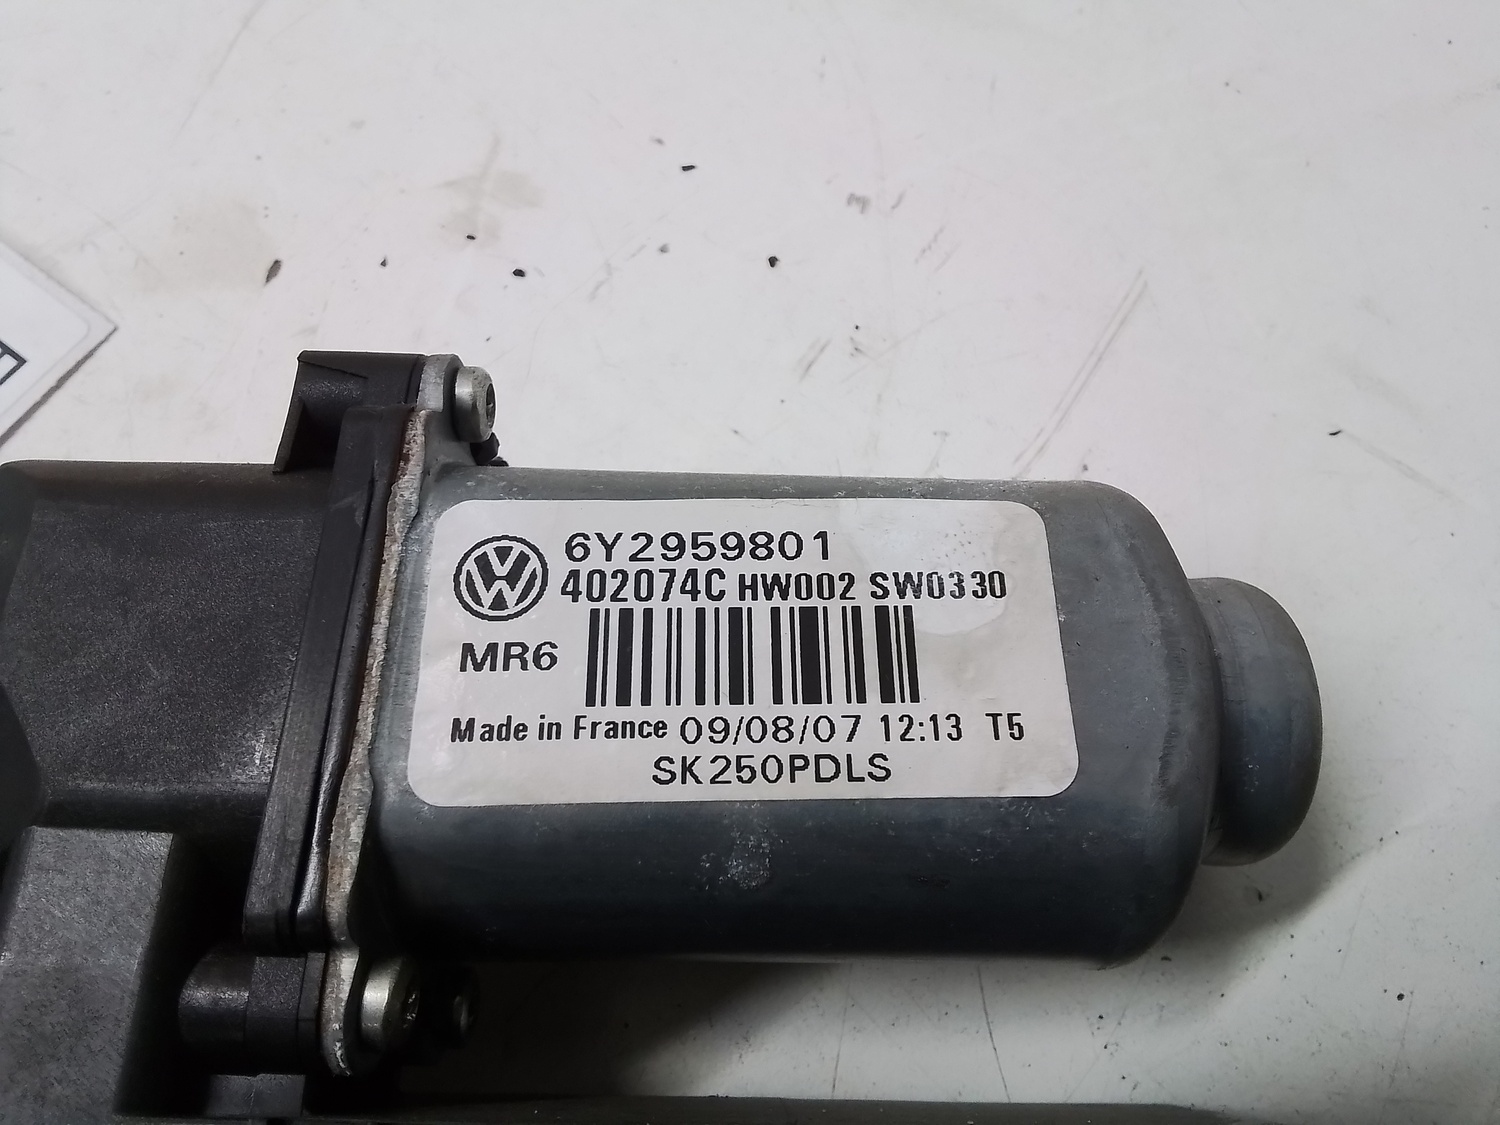 6Y2959801
402074C HW002 SW0330
MR6
Made in France 09/08/07 12:13 T5
SK250PDLS